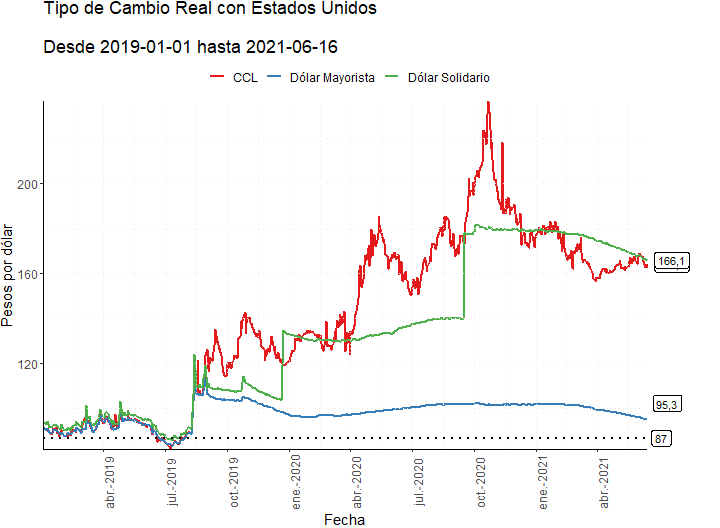 Tipo de Cambio Real con Estados Unidos
Desde 2019-01-01 hasta 2021-06-16
CCL Dólar Mayorista Dólar Solidario
Pesos por dólar
200
160
120
166,1
95,3
87
abr.-2019
jul.-2019
oct.-2019
ene.-2020
abr.-2020
jul.-2020
oct.-2020
ene.-2021
abr.-2021
Fecha